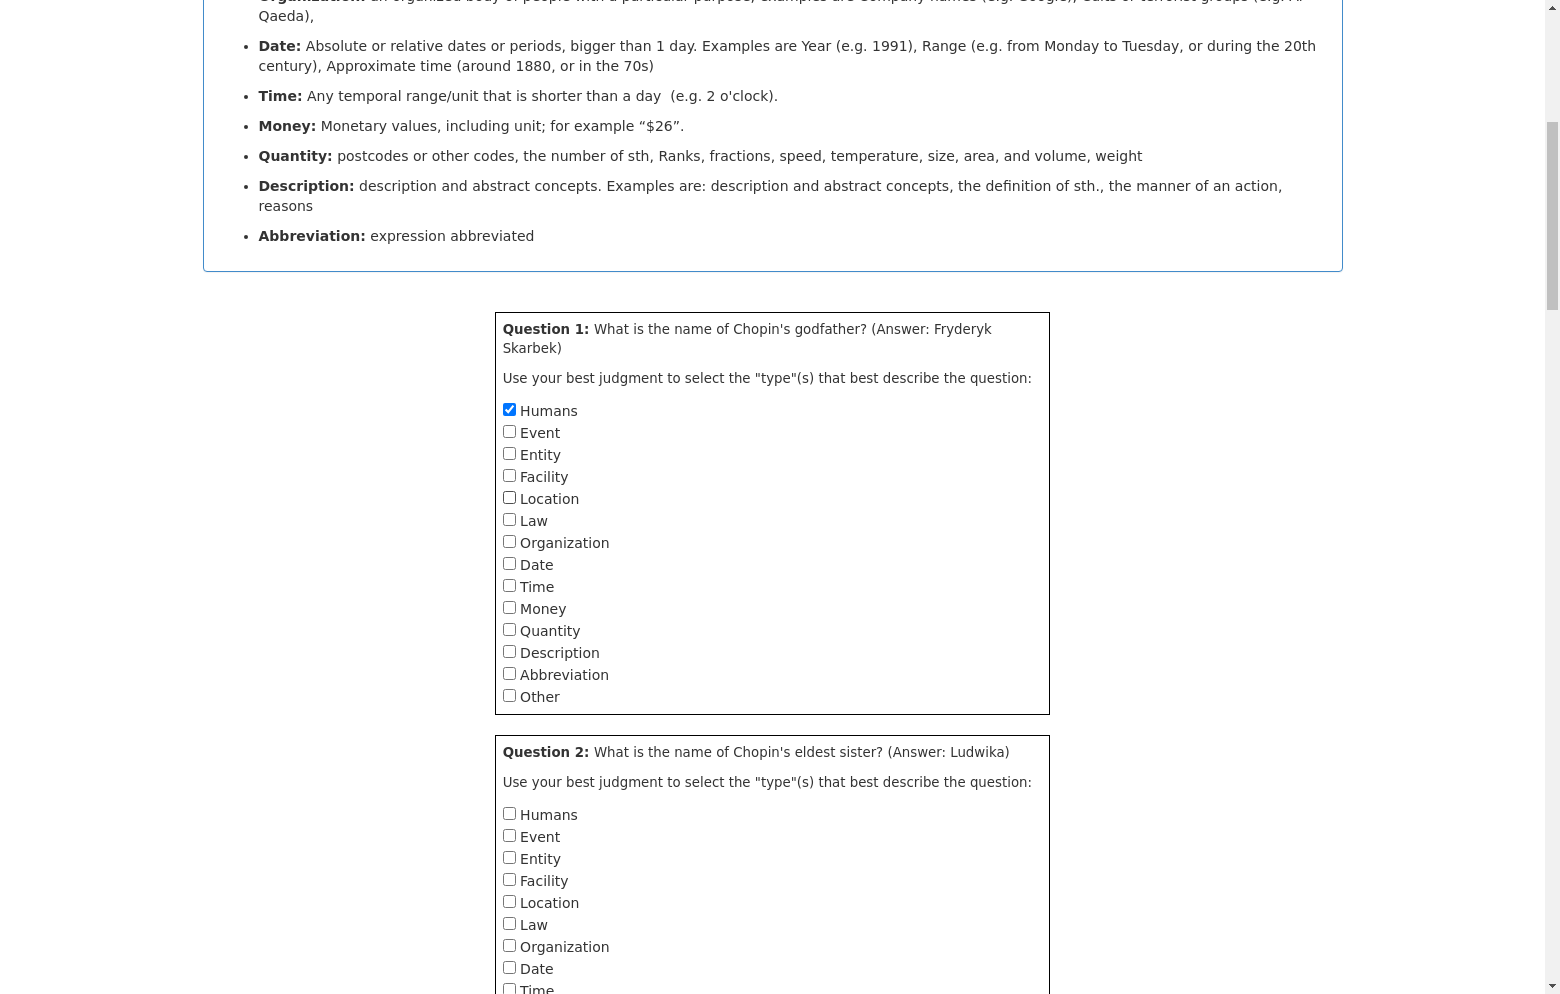 Qaeda),
Date: Absolute or relative dates or periods, bigger than 1 day. Examples are Year (e.g. 1991), Range (e.g. from Monday to Tuesday, or during the 20th
century), Approximate time (around 1880, or in the 70s)
Time: Any temporal range/unit that is shorter than a day  (e.g. 2 o'clock).
Money: Monetary values, including unit; for example “$26”.
Quantity: postcodes or other codes, the number of sth, Ranks, fractions, speed, temperature, size, area, and volume, weight
Description: description and abstract concepts. Examples are: description and abstract concepts, the definition of sth., the manner of an action,
reasons
Abbreviation: expression abbreviated
Question 1: What is the name of Chopin's godfather? (Answer: Fryderyk
Skarbek)
Use your best judgment to select the "type"(s) that best describe the question:
Humans
Event
Entity
Facility
Location
Law
Organization
Date
Time
Money
Quantity
Description
Abbreviation
Other
Question 2: What is the name of Chopin's eldest sister? (Answer: Ludwika)
Use your best judgment to select the "type"(s) that best describe the question:
Humans
Event
Entity
Facility
Location
Law
Organization
Date
Time